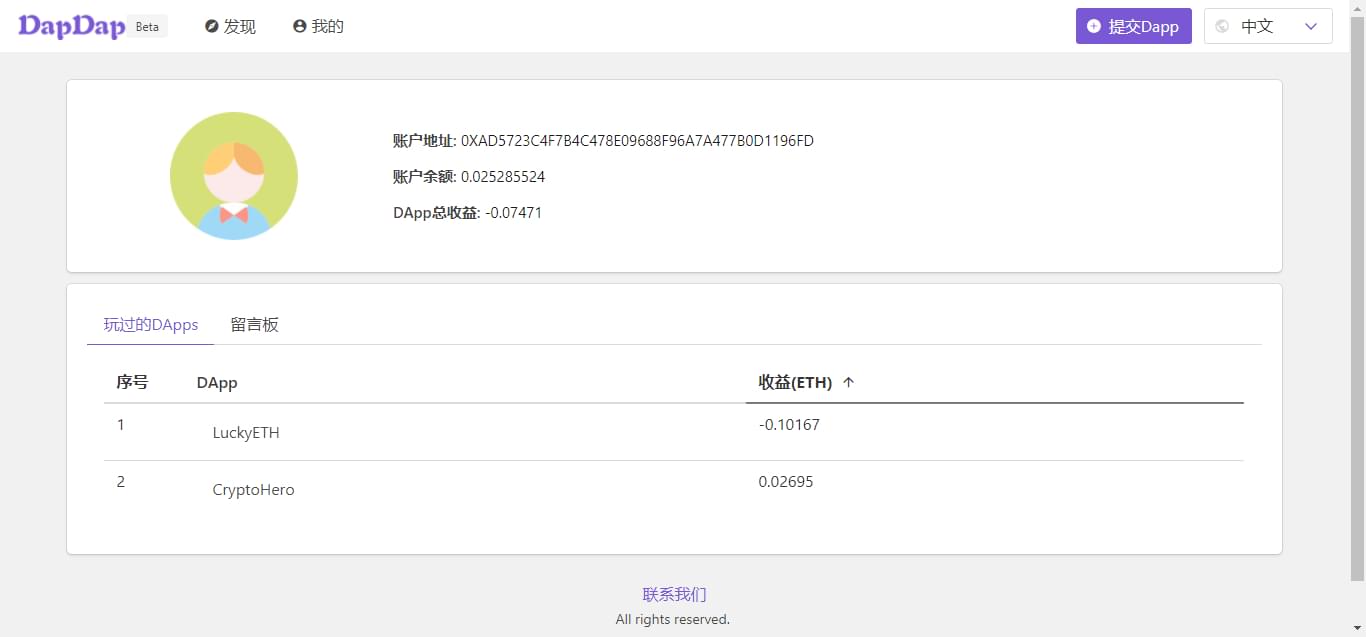 DapDap Beta 发现 我的 提交Dapp 中文
账户地址: 0XAD5723C4F7B4C478E09688F96A7A477B0D1196FD
账户余额: 0.025285524
DApp总收益: -0.07471
玩过的DApps 留言板
序号 DApp 收益(ETH)
1 LuckyETH -0.10167
2 CryptoHero 0.02695
联系我们
All rights reserved.